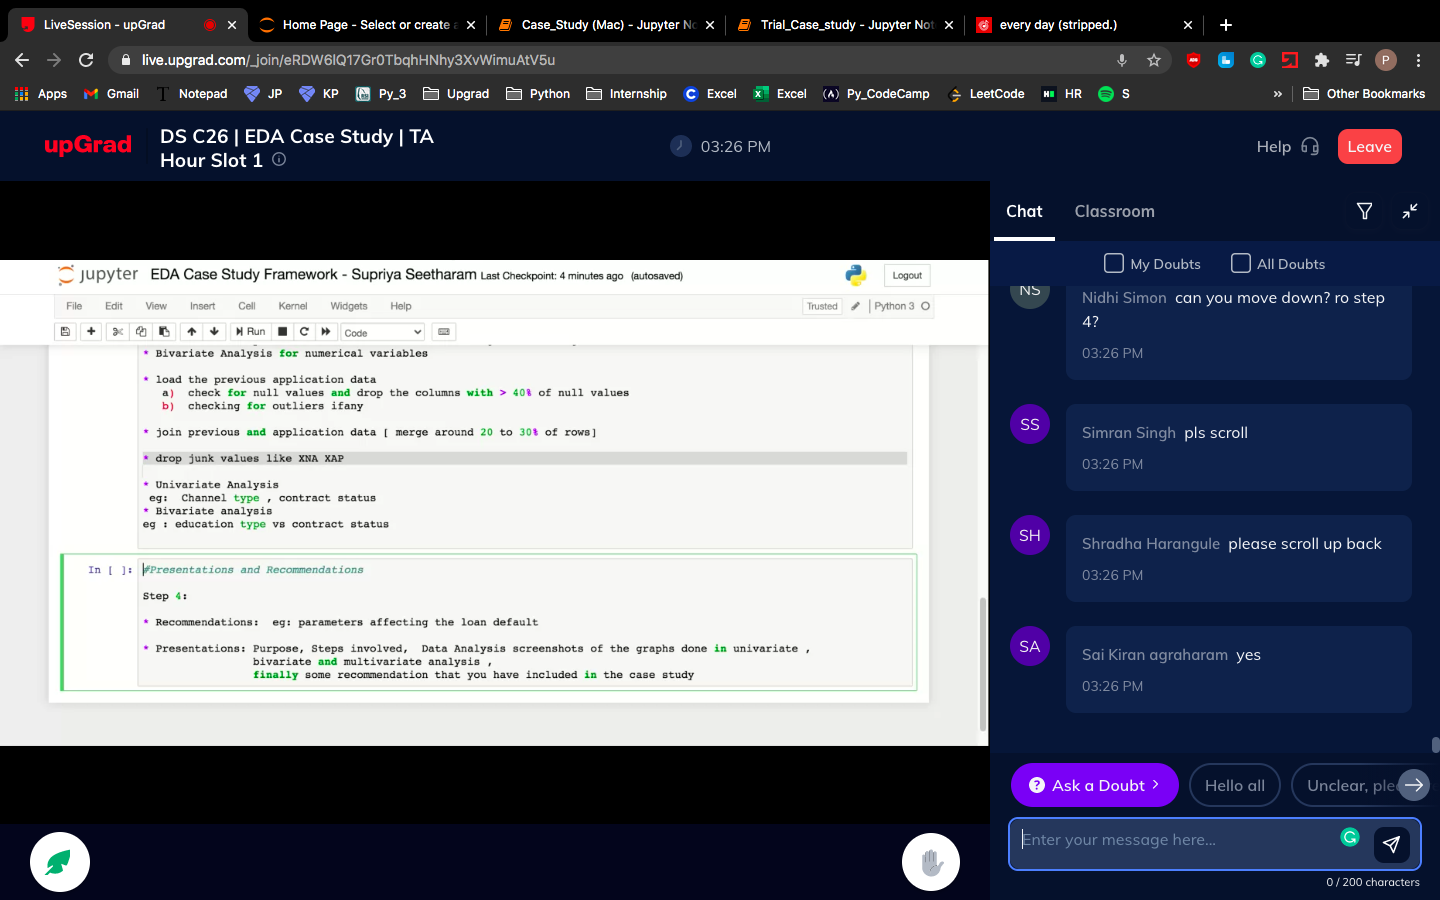 LiveSession - upGrad
Home Page - Select or create a
Case_Study (Mac) - Jupyter No
Trial_Case_study - Jupyter Not
every day (stripped.)
live.upgrad.com/_join/eRDW6lQ17Gr0TbqhHNhy3XvWimuAtV5u
P
Apps
Gmail
Notepad
JP
KP
Py_3
Upgrad
Python
Internship
Excel
Excel
Py_CodeCamp
LeetCode
HR
S
»
Other Bookmarks
upGrad
DS C26 | EDA Case Study | TA
Hour Slot 1
03:26 PM
Help
Leave
jupyter EDA Case Study Framework - Supriya Seetharam Last Checkpoint: 4 minutes ago (autosaved)
Logout
File Edit View Insert Cell Kernel Widgets Help
Trusted
Python 3
Run
Code
* Bivariate Analysis for numerical variables
* load the previous application data
a) check for null values and drop the columns with > 40% of null values
b) checking for outliers ifany
* join previous and application data [ merge around 20 to 30% of rows]
* drop junk values like XNA XAP
* Univariate Analysis
eg: Channel type , contract status
* Bivariate analysis
eg : education type vs contract status
In [ ]: #Presentations and Recommendations
Step 4:
* Recommendations: eg: parameters affecting the loan default
* Presentations: Purpose, Steps involved, Data Analysis screenshots of the graphs done in univariate ,
bivariate and multivariate analysis ,
finally some recommendation that you have included in the case study
Chat
Classroom
My Doubts
All Doubts
NS
Nidhi Simon can you move down? ro step
4?
03:26 PM
SS
Simran Singh pls scroll
03:26 PM
SH
Shradha Harangule please scroll up back
03:26 PM
SA
Sai Kiran agraharam yes
03:26 PM
Ask a Doubt
Hello all
Unclear, ple
Enter your message here...
0 / 200 characters